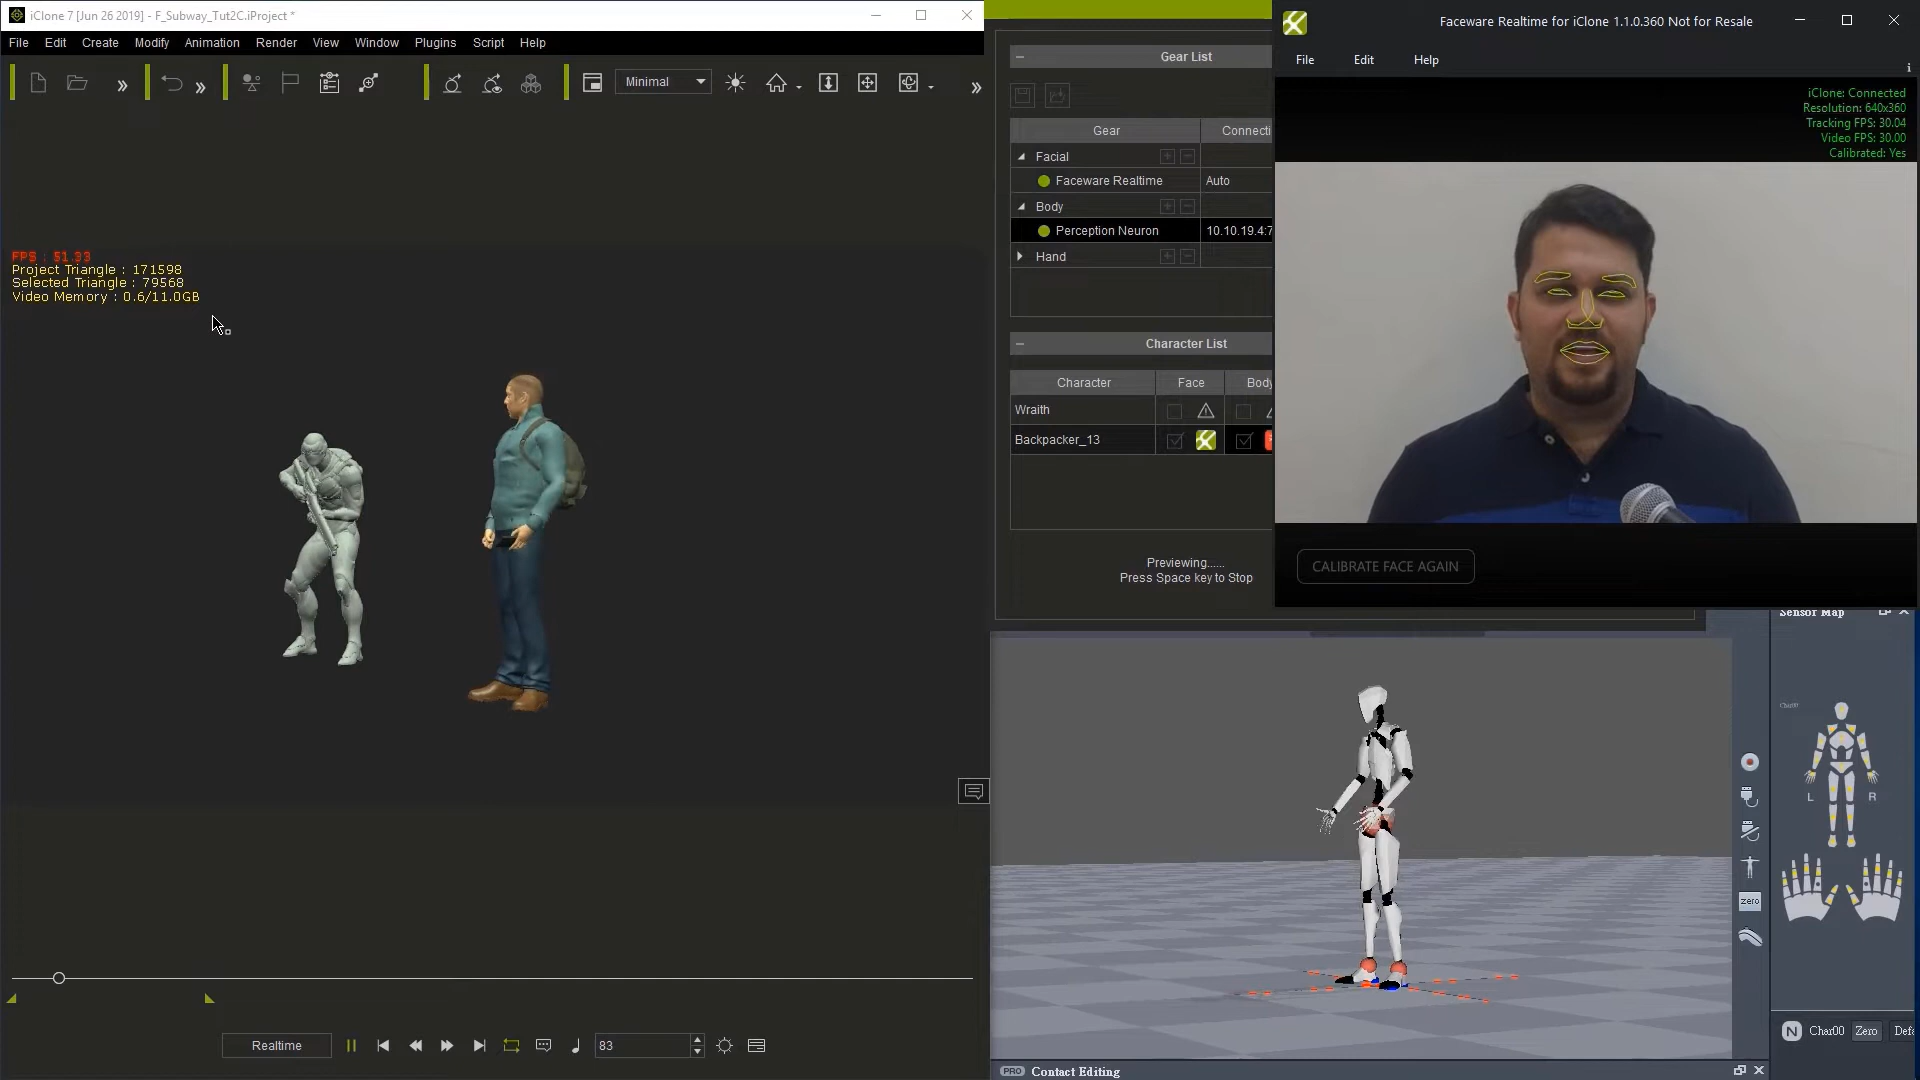 iClone 7 [Jun 26 2019] - F_Subway_Tut2C.iProject *
File Edit Create Modify Animation Render View Window Plugins Script Help
Minimal
FPS : 51.33
Project Triangle : 171598
Selected Triangle : 79568
Video Memory : 0.6/11.0GB
Realtime
83
Gear List
Gear Connecti
Facial
Faceware Realtime Auto
Body
Perception Neuron 10.10.19.4:7
Hand
Character List
Character Face Body
Wraith
Backpacker_13
Previewing......
Press Space key to Stop
Faceware Realtime for iClone 1.1.0.360 Not for Resale
File Edit Help
i
iClone: Connected
Resolution: 640x360
Tracking FPS: 30.04
Video FPS: 30.00
Calibrated: Yes
CALIBRATE FACE AGAIN
Sensor Map
L R
zero
N Char00 Zero Defa
PRO Contact Editing